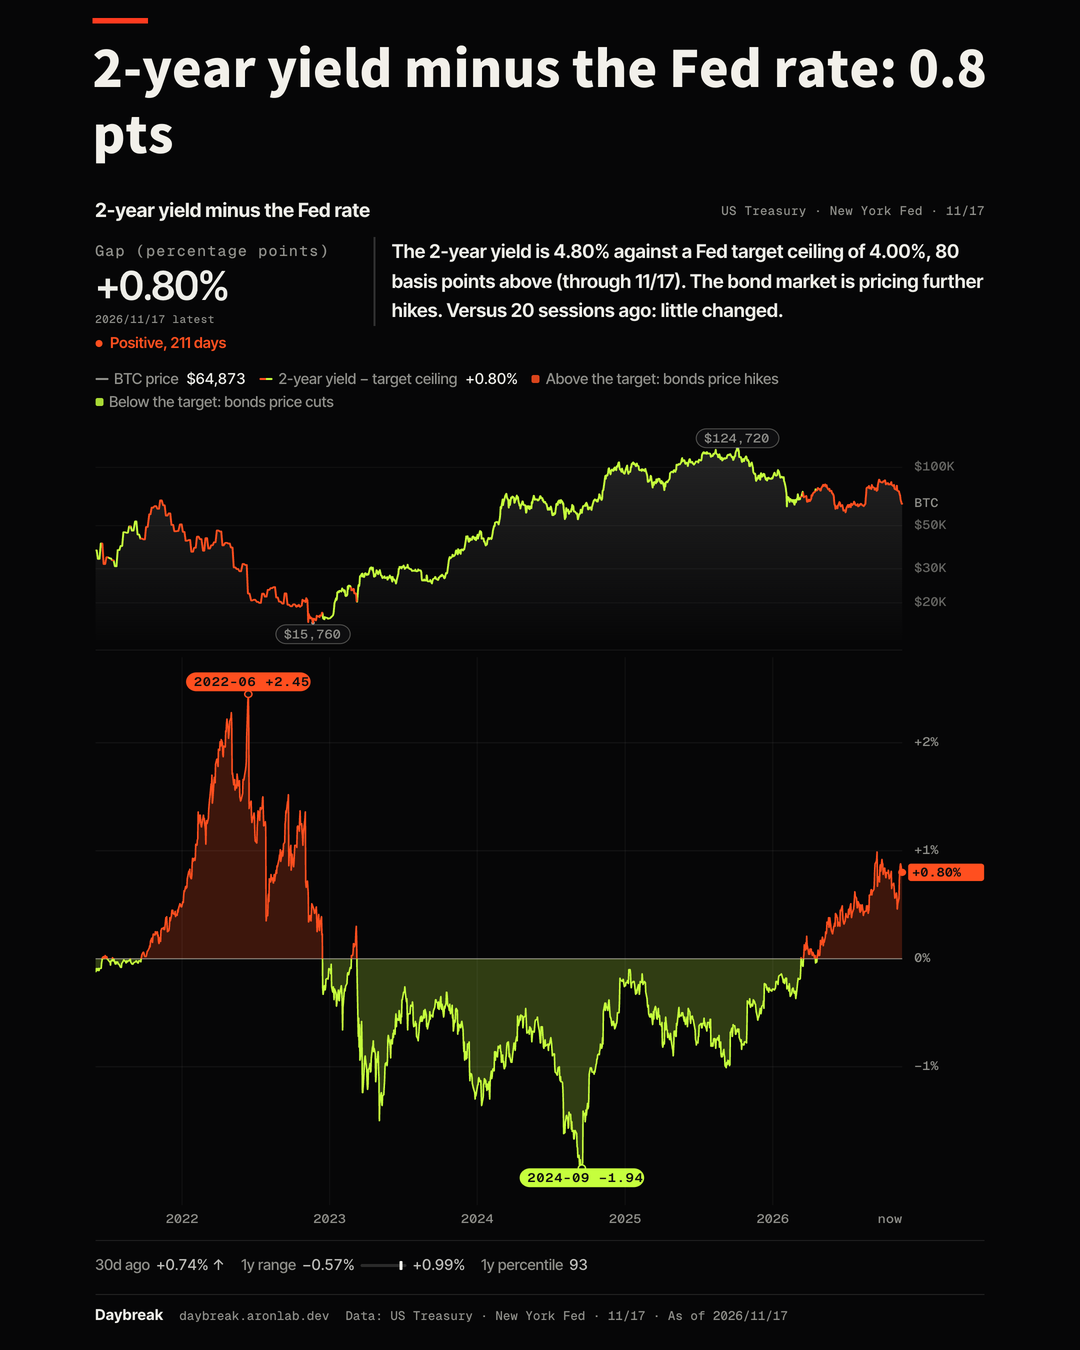 2-year yield minus the Fed rate: 0.8
pts
2-year yield minus the Fed rate
US Treasury · New York Fed · 11/17
Gap (percentage points)
+0.80%
2026/11/17 latest
Positive, 211 days
The 2-year yield is 4.80% against a Fed target ceiling of 4.00%, 80
basis points above (through 11/17). The bond market is pricing further
hikes. Versus 20 sessions ago: little changed.
BTC price $64,873 2-year yield – target ceiling +0.80% Above the target: bonds price hikes
Below the target: bonds price cuts
$124,720
$100K
BTC
$50K
$30K
$20K
$15,760
2022-06 +2.45
+2%
+1%
+0.80%
0%
−1%
2024-09 −1.94
2022 2023 2024 2025 2026 now
30d ago +0.74% ↑ 1y range −0.57% +0.99% 1y percentile 93
Daybreak daybreak.aronlab.dev Data: US Treasury · New York Fed · 11/17 · As of 2026/11/17